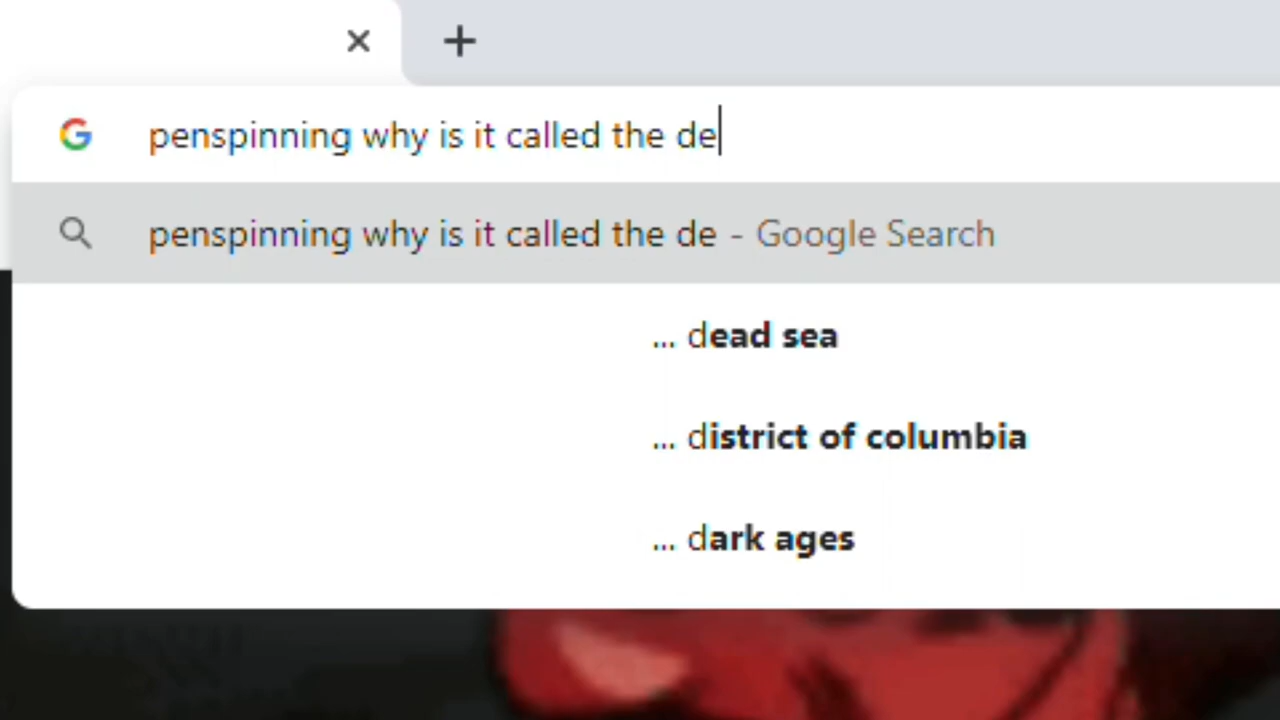 penspinning why is it called the de
penspinning why is it called the de - Google Search
... dead sea
... district of columbia
... dark ages